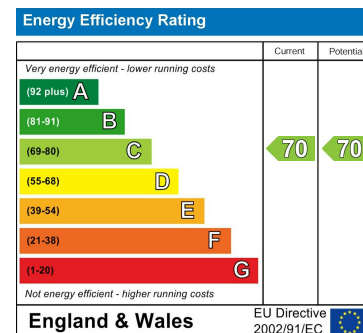 Energy Efficiency Rating
Current Potential
Very energy efficient - lower running costs
(92 plus) A
(81-91) B
(69-80) C 70 70
(55-68) D
(39-54) E
(21-38) F
(1-20) G
Not energy efficient - higher running costs
England & Wales
EU Directive
2002/91/EC